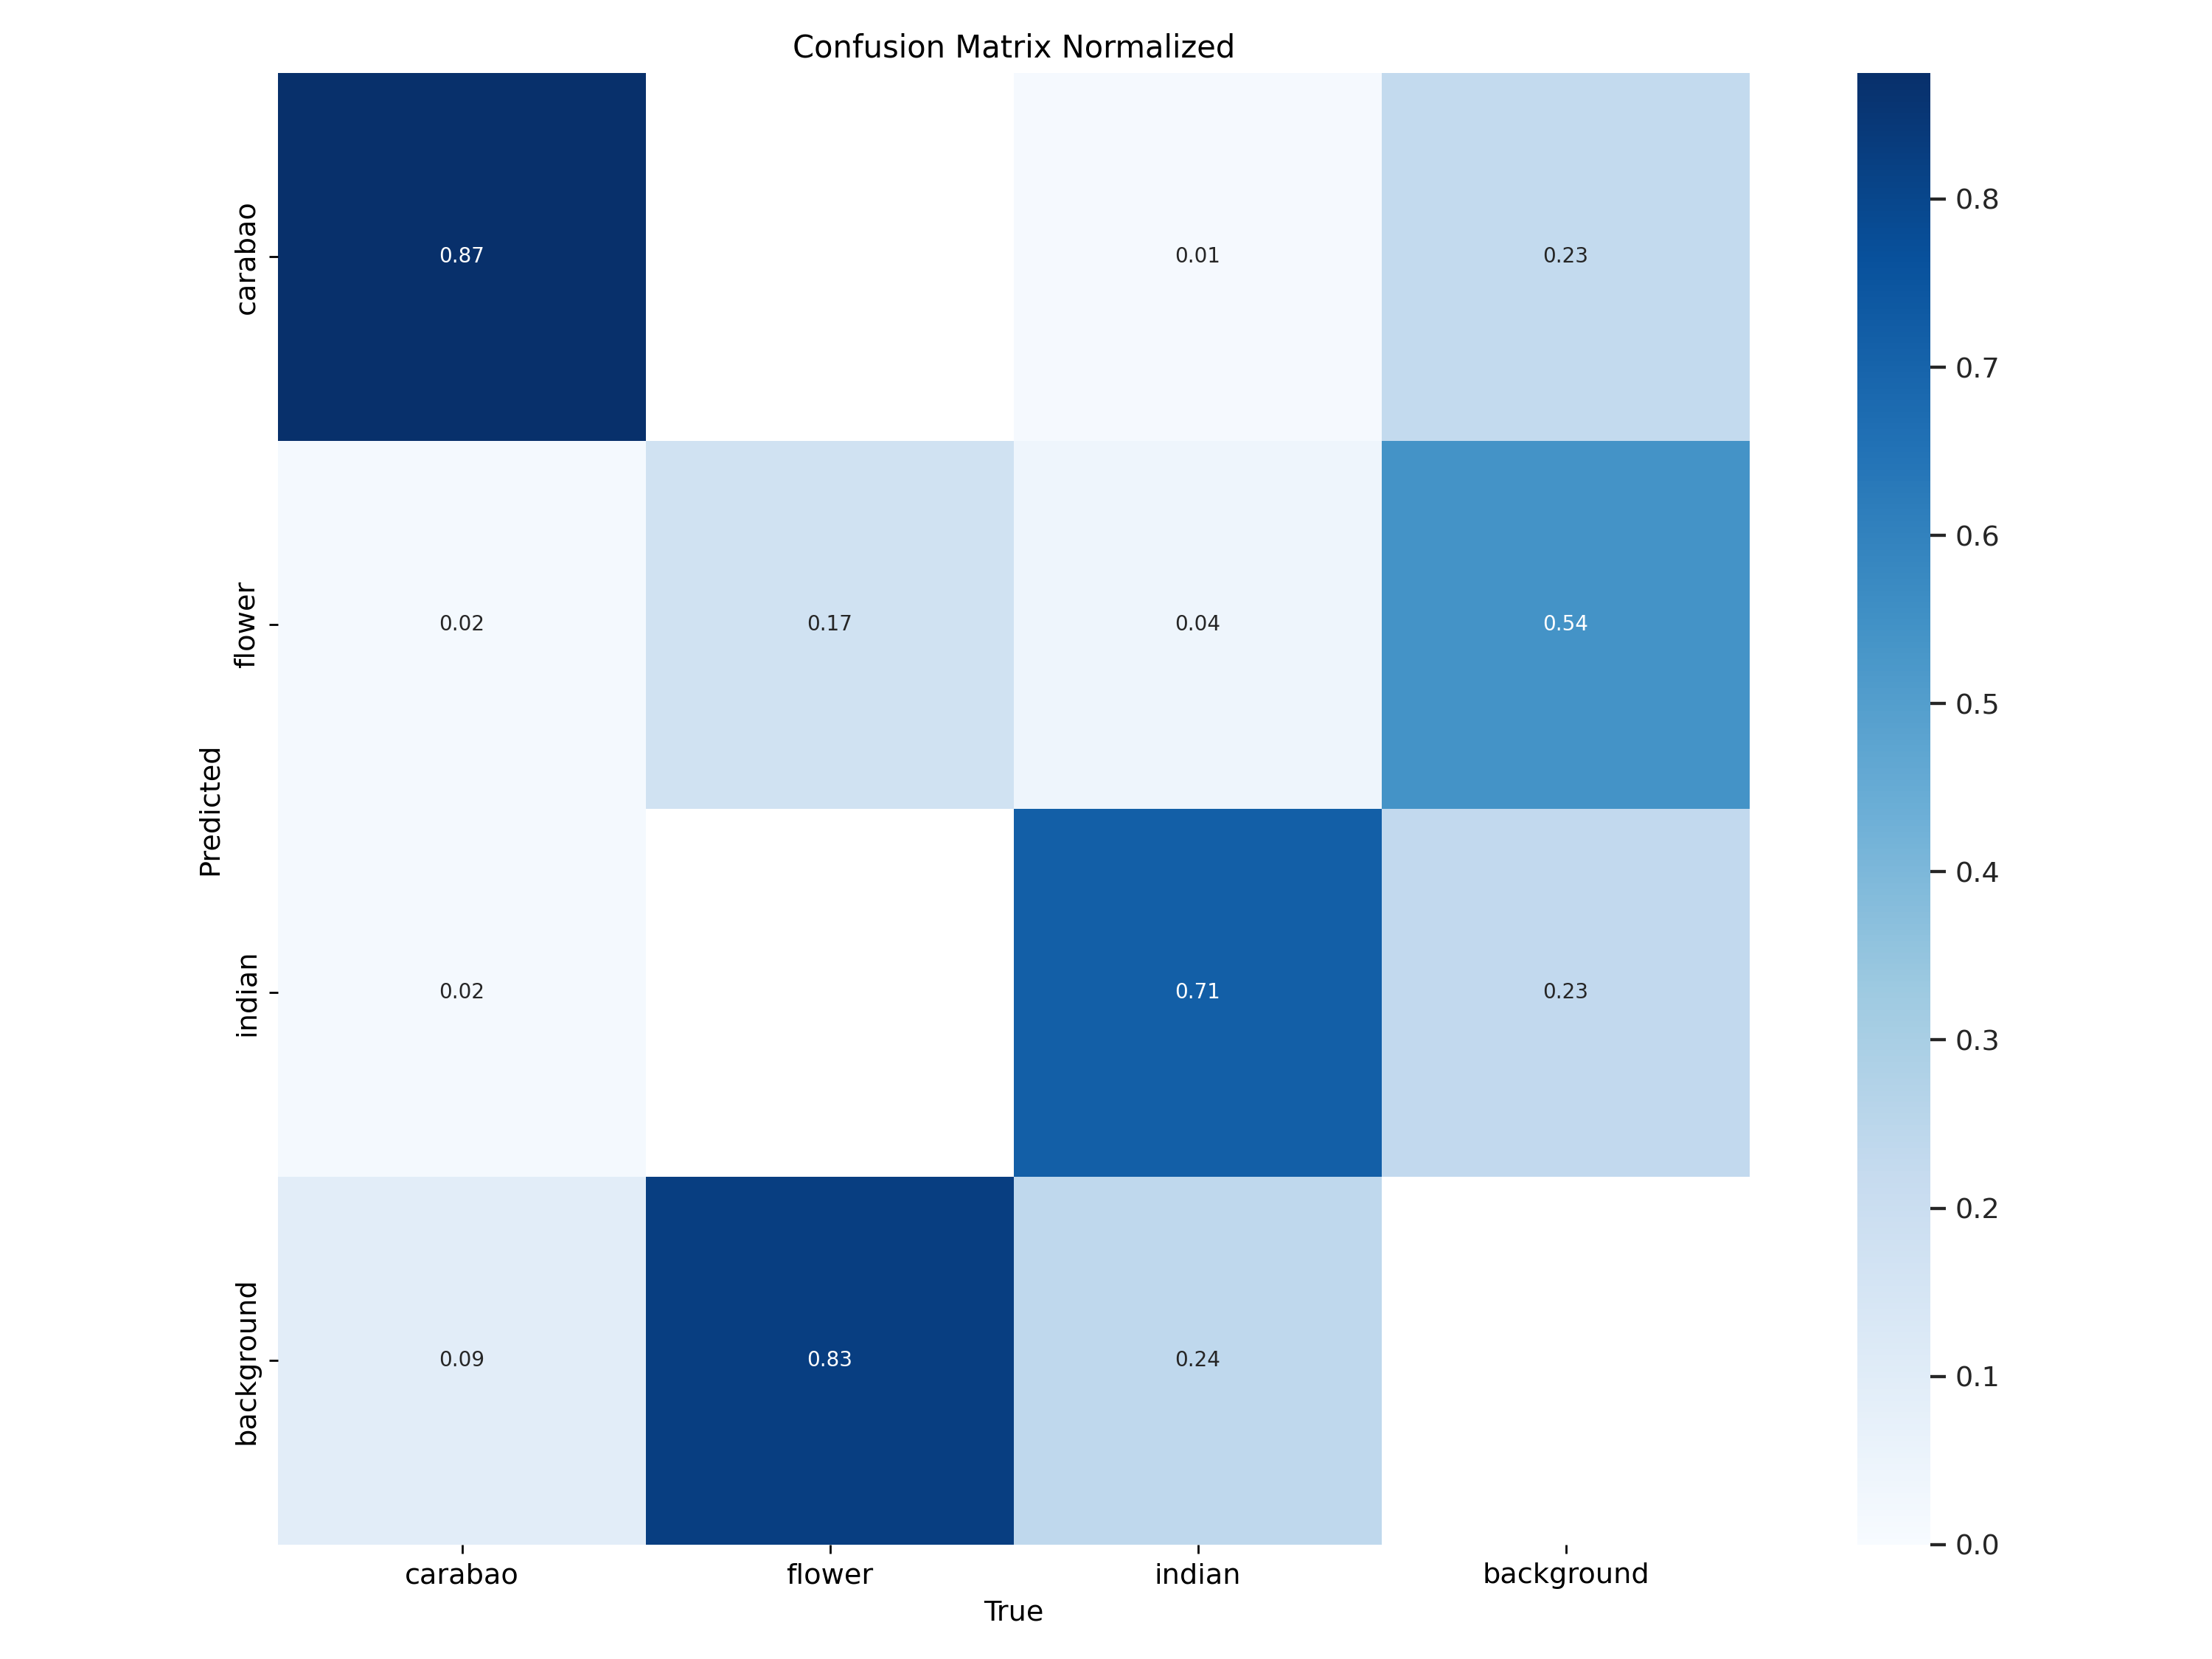 Confusion Matrix Normalized
carabao
0.87
0.01
0.23
flower
0.02
0.17
0.04
0.54
indian
0.02
0.71
0.23
background
0.09
0.83
0.24
carabao
flower
indian
background
True
Predicted
0.8
0.7
0.6
0.5
0.4
0.3
0.2
0.1
0.0